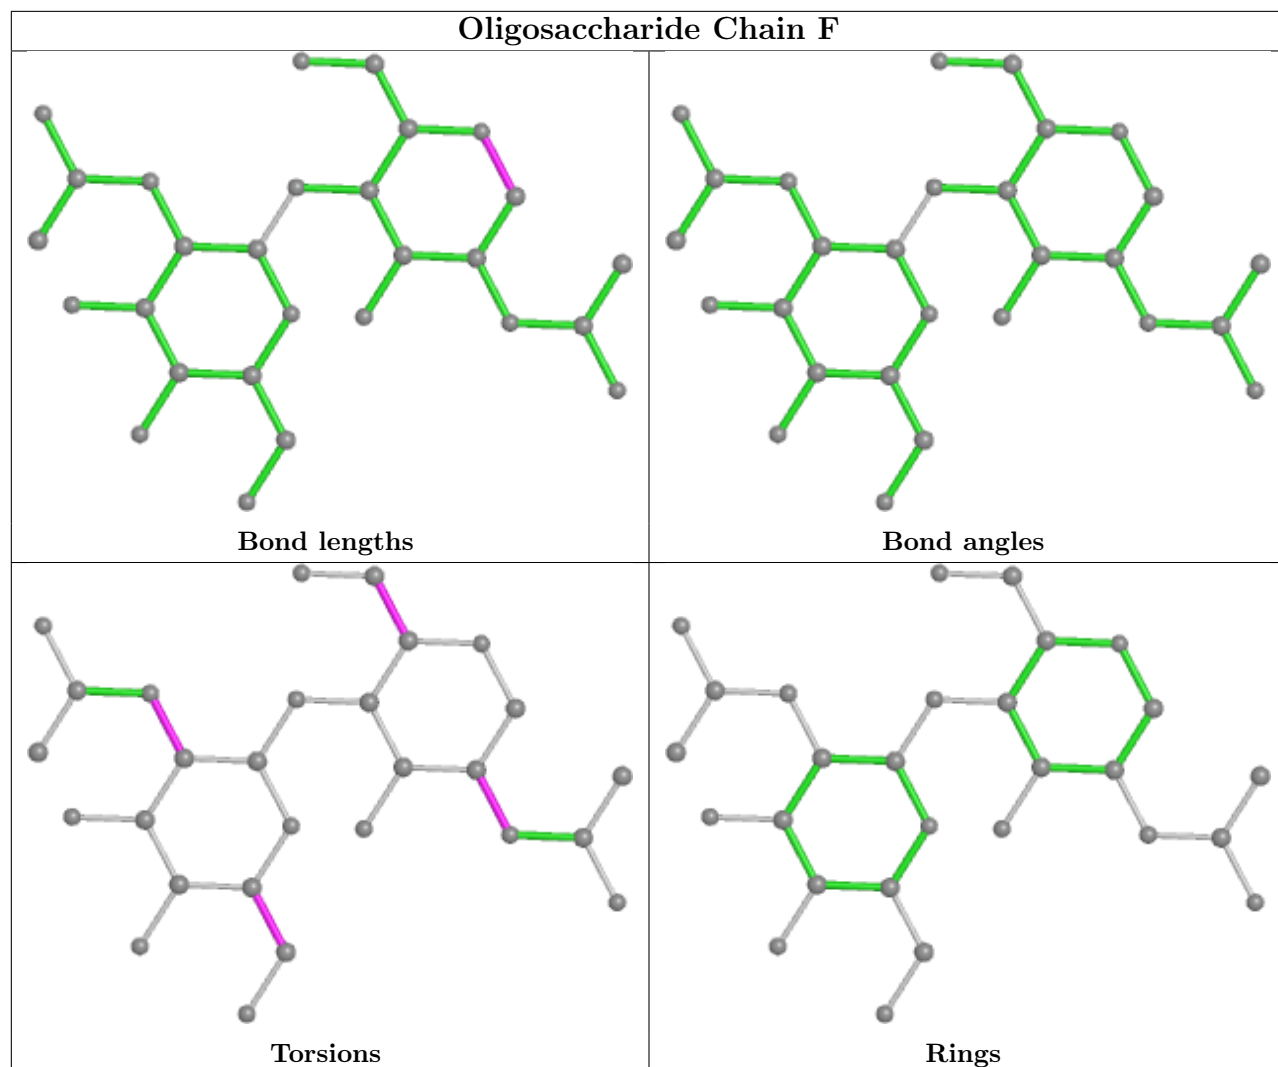 Oligosaccharide Chain F
Bond lengths
Bond angles
Torsions
Rings